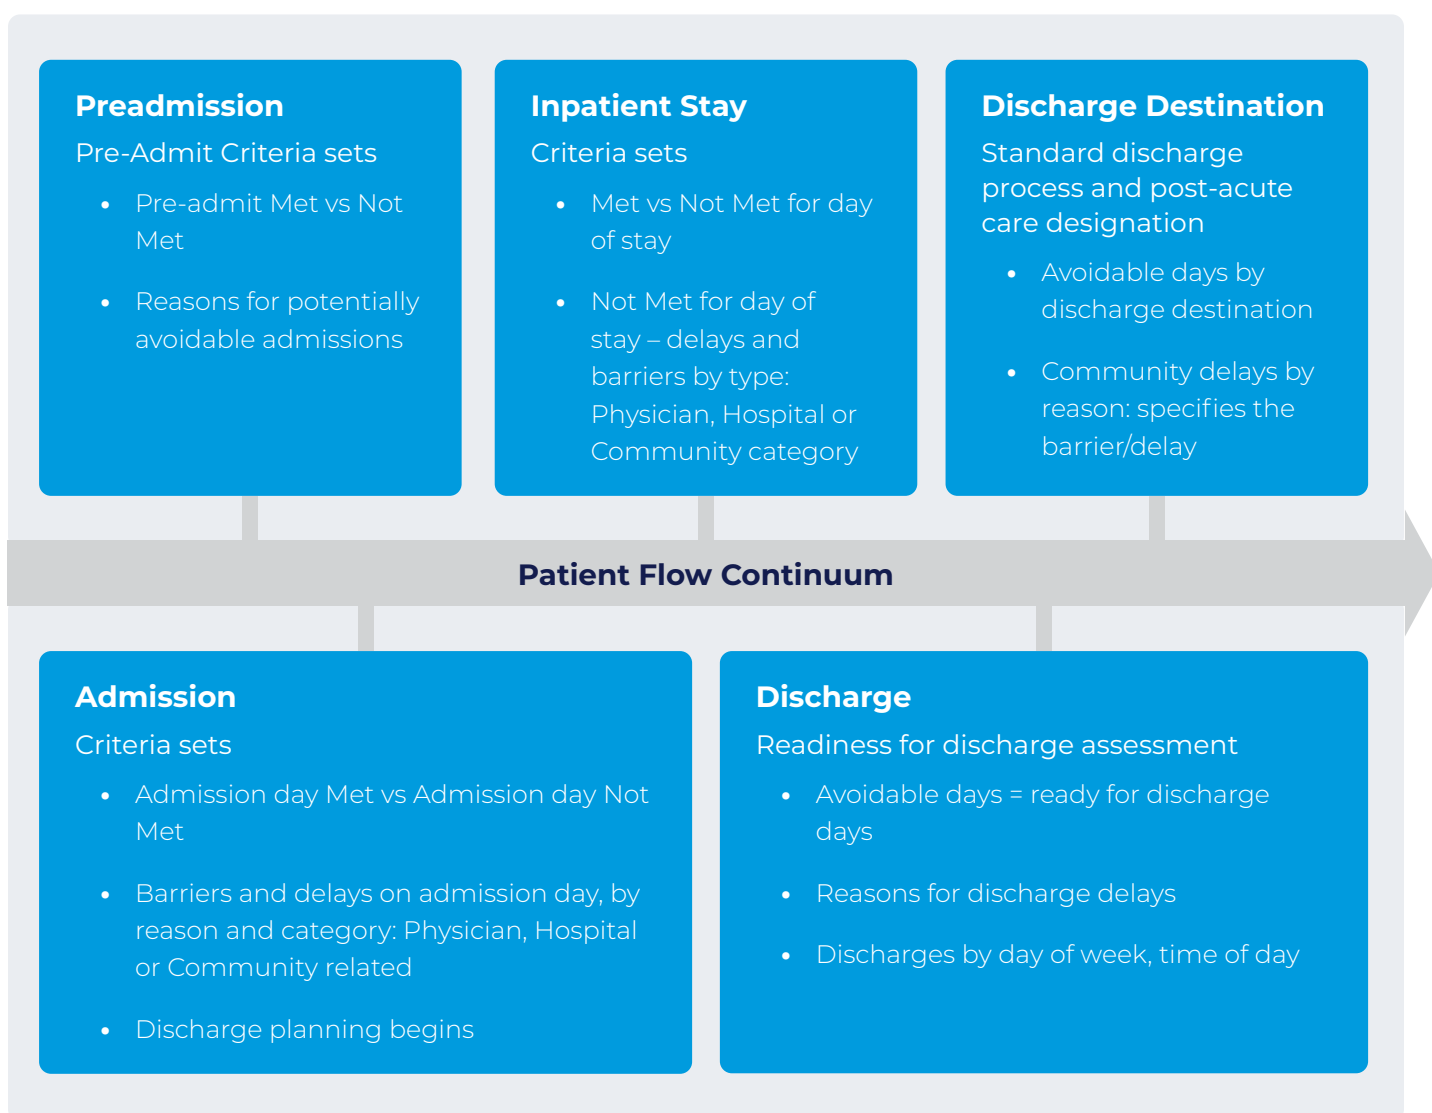 Preadmission
Pre-Admit Criteria sets
• Pre-admit Met vs Not
Met
• Reasons for potentially
avoidable admissions
Inpatient Stay
Criteria sets
• Met vs Not Met for day
of stay
• Not Met for day of
stay – delays and
barriers by type:
Physician, Hospital or
Community category
Discharge Destination
Standard discharge
process and post-acute
care designation
• Avoidable days by
discharge destination
• Community delays by
reason: specifies the
barrier/delay
Patient Flow Continuum
Admission
Criteria sets
• Admission day Met vs Admission day Not
Met
• Barriers and delays on admission day, by
reason and category: Physician, Hospital
or Community related
• Discharge planning begins
Discharge
Readiness for discharge assessment
• Avoidable days = ready for discharge
days
• Reasons for discharge delays
• Discharges by day of week, time of day